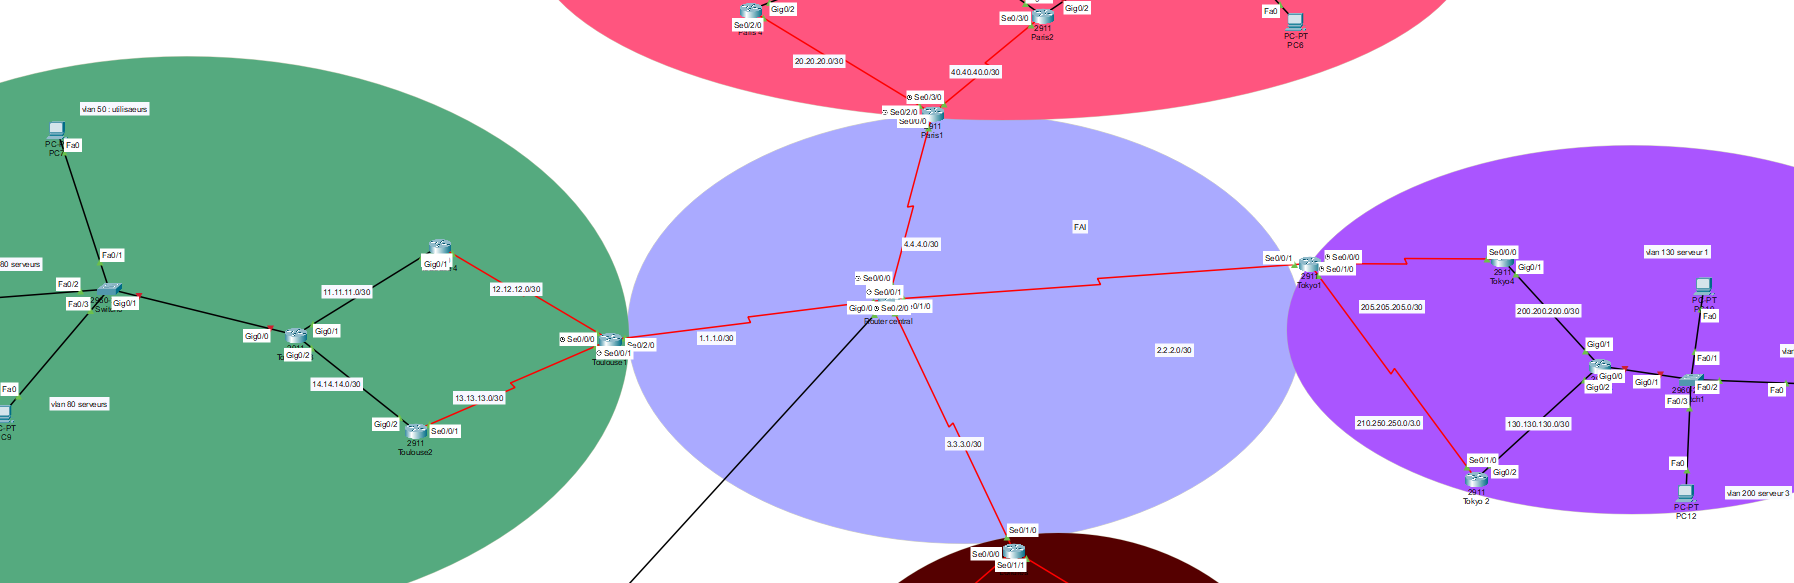 Gig0/2
Se0/2/0
Paris 4
20.20.20.0/30
Se0/3/0
Gig0/2
2911
Paris2
40.40.40.0/30
Fa0
PC-PT
PC6
Se0/3/0
Se0/2/0
Se0/0/0
2911
Paris1
vlan 50 : utilisaeurs
Fa0
Fa0/1
80 serveurs
Fa0/2
Fa0/3
Gig0/1
Gig0/0
Gig0/1
Gig0/2
11.11.11.0/30
Gig0/1
12.12.12.0/30
14.14.14.0/30
13.13.13.0/30
Gig0/2
Se0/0/1
2911
Toulouse2
Se0/0/0
Se0/2/0
Se0/0/1
Toulouse1
Fa0
vlan 80 serveurs
C-PT
C9
FAI
4.4.4.0/30
1.1.1.0/30
2.2.2.0/30
3.3.3.0/30
Se0/0/0
Se0/0/1
Gig0/0
Se0/2/0
0/1/0
Router central
Se0/1/0
Se0/0/0
Se0/1/1
Se0/0/1
Se0/0/0
Se0/1/0
2911
Tokyo1
Se0/0/0
Gig0/1
2911
Tokyo4
205.205.205.0/30
200.200.200.0/30
210.250.250.0/3.0
130.130.130.0/30
Se0/1/0
Gig0/2
2911
Tokyo 2
Gig0/1
Gig0/0
Gig0/2
Gig0/1
vlan 130 serveur 1
PC-PT
Fa0
Fa0/1
Fa0/2
Fa0/3
Fa0
vlan
Fa0
PC-PT
PC12
vlan 200 serveur 3